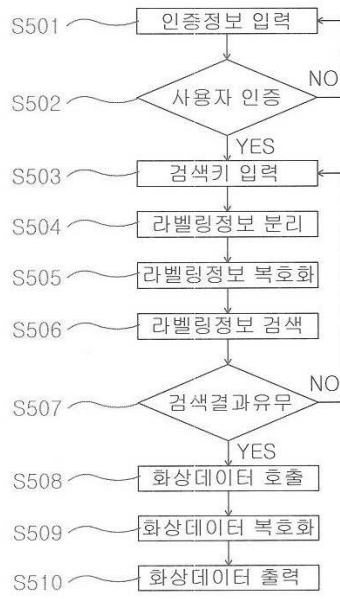 S501 인증정보 입력
S502 사용자 인증 NO
YES
S503 검색키 입력
S504 라벨링정보 분리
S505 라벨링정보 복호화
S506 라벨링정보 검색
S507 검색결과유무 NO
YES
S508 화상데이터 호출
S509 화상데이터 복호화
S510 화상데이터 출력